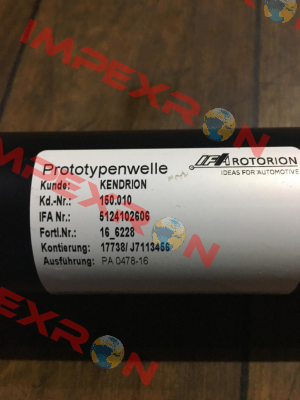 IMPEXRON
IFA ROTORION
IDEAS FOR AUTOMOTIVE
Prototypenwelle
Kunde: KENDRION
Kd.-Nr.: 150.010
IFA Nr.: 5124102606
Fortl.Nr.: 16_6228
Kontierung: 17738/ J7113456
Ausführung: PA 0478-16
IMPEXRON